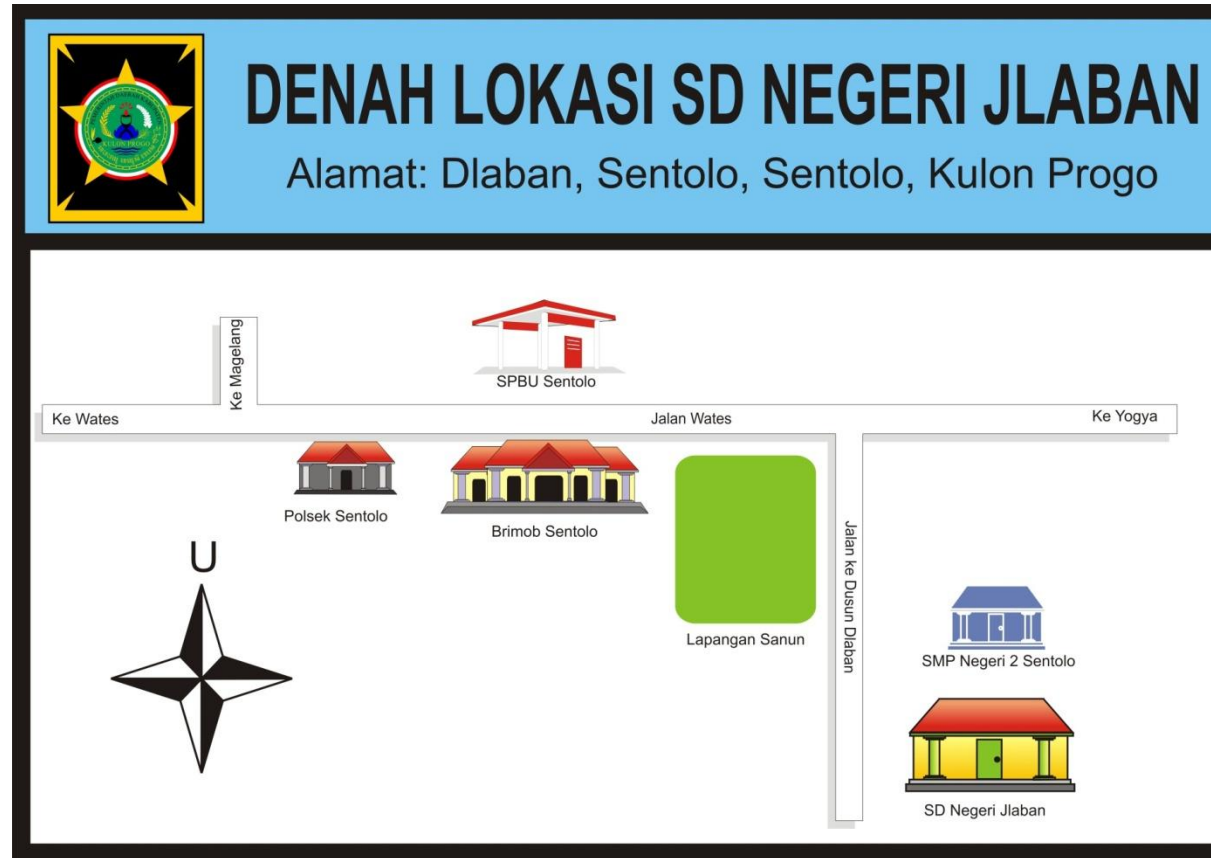 DENAH LOKASI SD NEGERI JLABAN
Alamat: Dlaban, Sentolo, Sentolo, Kulon Progo
KULON PROGO
Ke Magelang
SPBU Sentolo
Ke Wates
Jalan Wates
Ke Yogya
Polsek Sentolo
Brimob Sentolo
Jalan ke Dusun Dlaban
U
Lapangan Sanun
SMP Negeri 2 Sentolo
SD Negeri Jlaban